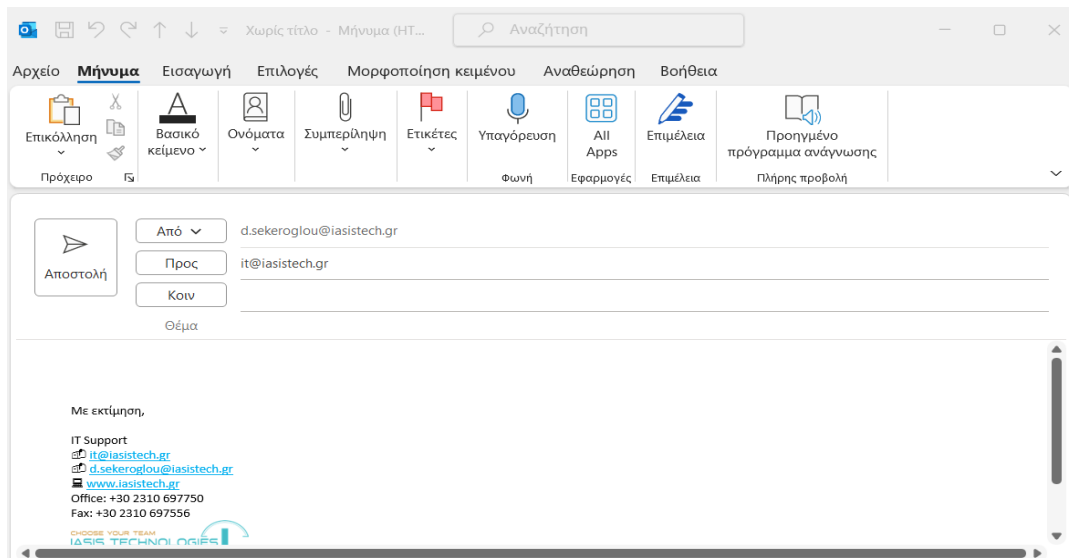 Χωρίς τίτλο - Μήνυμα (HT...
Αναζήτηση
Αρχείο Μήνυμα Εισαγωγή Επιλογές Μορφοποίηση κειμένου Αναθεώρηση Βοήθεια
Επικόλληση
Βασικό
κείμενο
Ονόματα
Συμπερίληψη
Ετικέτες
Υπαγόρευση
All
Apps
Επιμέλεια
Προηγμένο
πρόγραμμα ανάγνωσης
Πρόχειρο
Φωνή
Εφαρμογές
Επιμέλεια
Πλήρης προβολή
Αποστολή
Από
d.sekeroglou@iasistech.gr
Προς
it@iasistech.gr
Κοιν
Θέμα
Με εκτίμηση,
IT Support
it@iasistech.gr
d.sekeroglou@iasistech.gr
www.iasistech.gr
Office: +30 2310 697750
Fax: +30 2310 697556
CHOOSE YOUR TEAM
IASIS TECHNOLOGIES